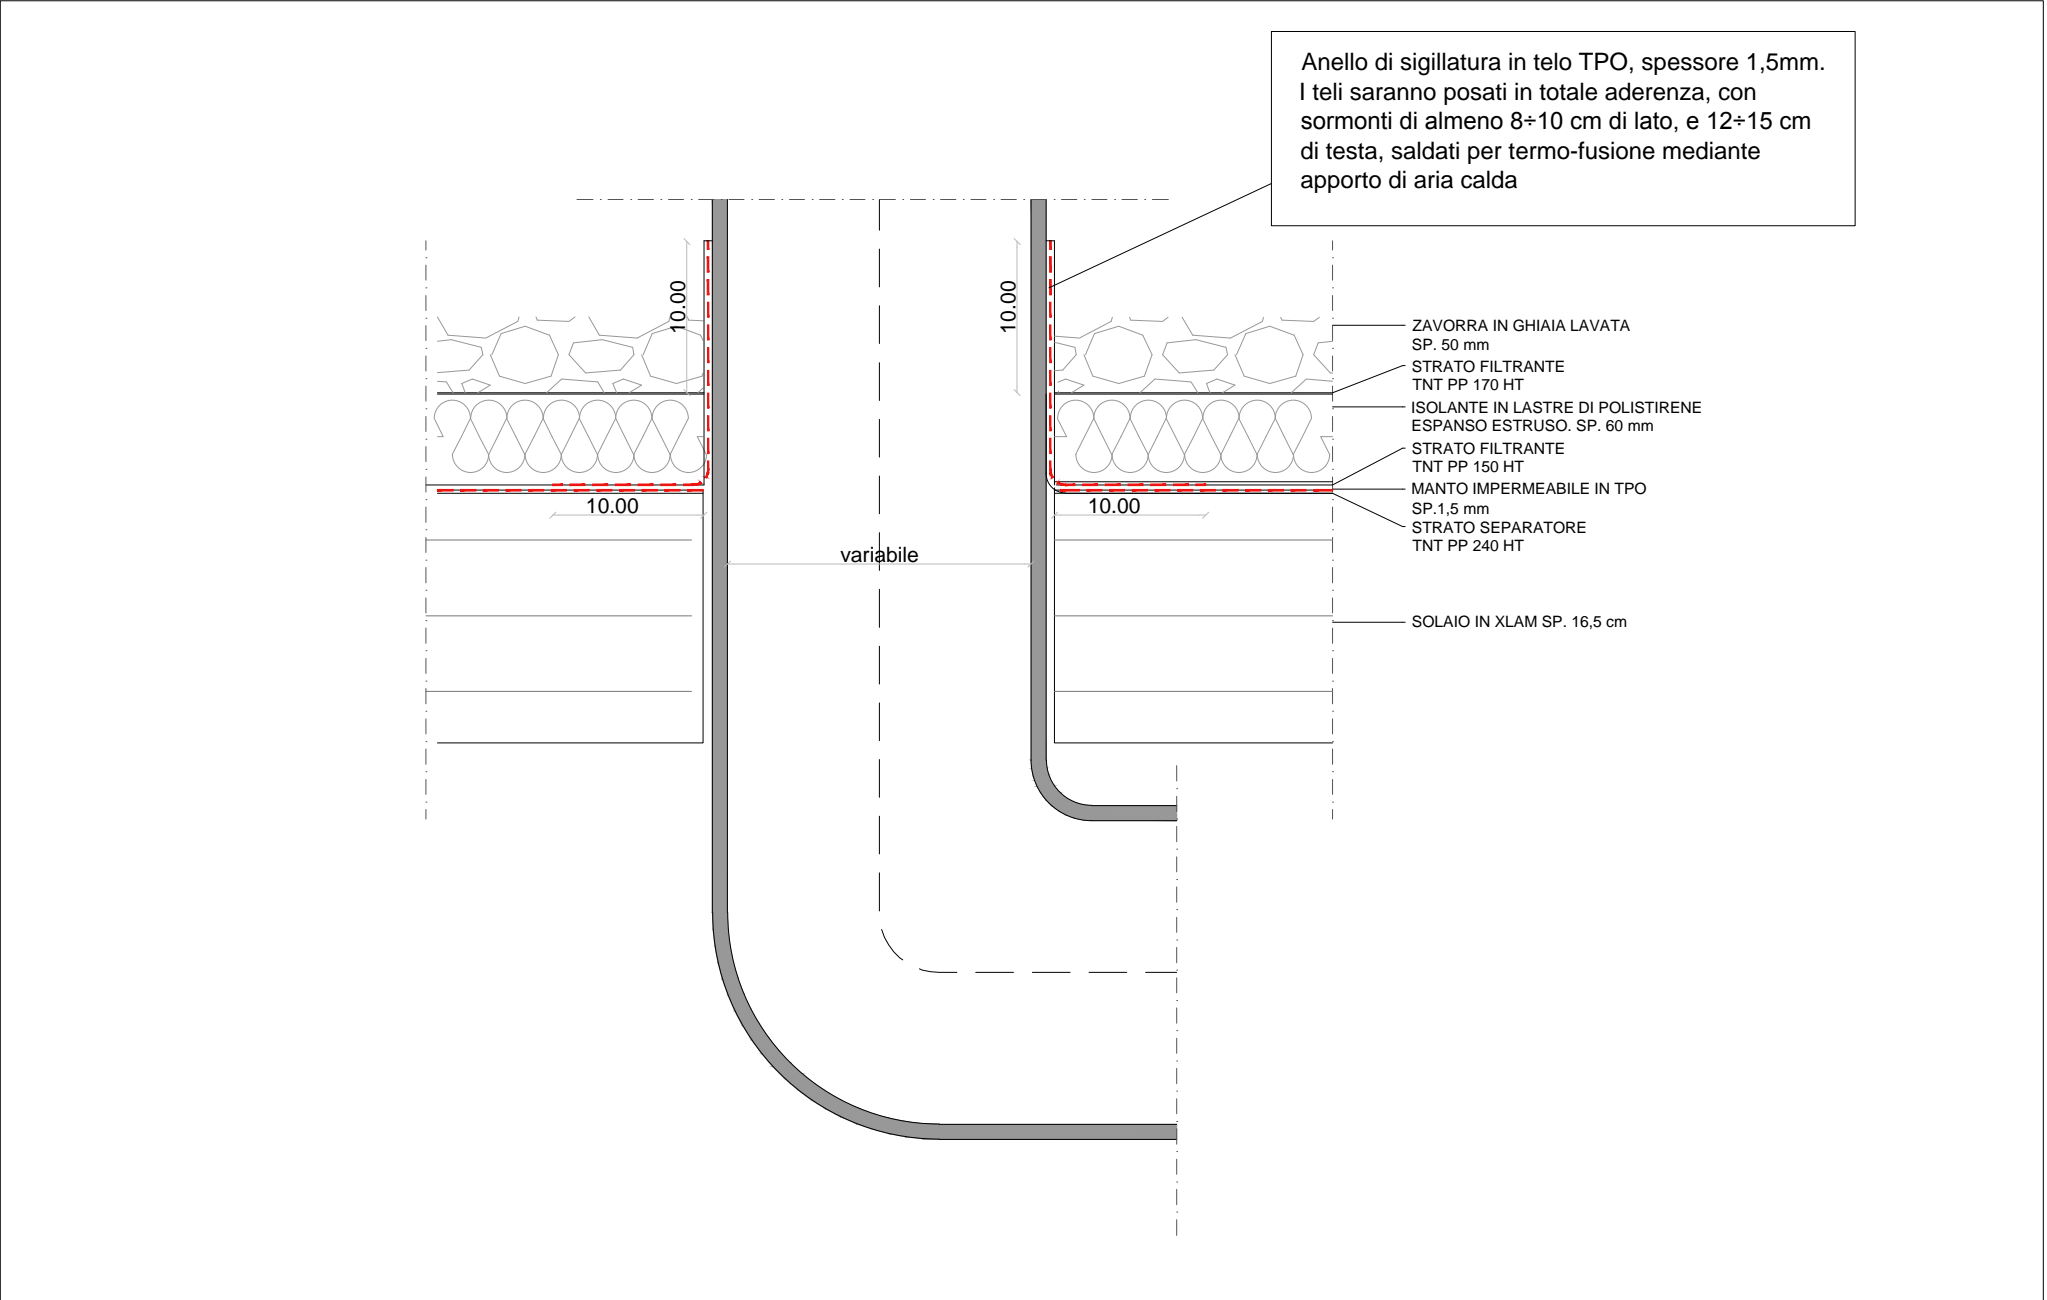 Anello di sigillatura in telo TPO, spessore 1,5mm.
I teli saranno posati in totale aderenza, con
sormonti di almeno 8÷10 cm di lato, e 12÷15 cm
di testa, saldati per termo-fusione mediante
apporto di aria calda
10.00
10.00
ZAVORRA IN GHIAIA LAVATA
SP. 50 mm
STRATO FILTRANTE
TNT PP 170 HT
ISOLANTE IN LASTRE DI POLISTIRENE
ESPANSO ESTRUSO. SP. 60 mm
STRATO FILTRANTE
TNT PP 150 HT
MANTO IMPERMEABILE IN TPO
SP.1,5 mm
STRATO SEPARATORE
TNT PP 240 HT
10.00
10.00
variabile
SOLAIO IN XLAM SP. 16,5 cm